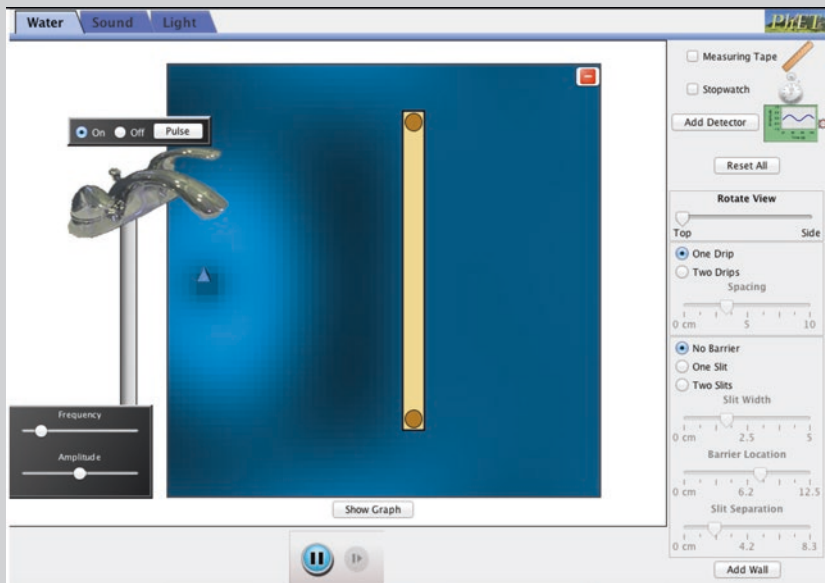 Water Sound Light
PhET
Measuring Tape
Stopwatch
Add Detector
On Off Pulse
Reset All
Rotate View
Top Side
One Drip
Two Drips
Spacing
0 cm 5 10
No Barrier
One Slit
Two Slits
Slit Width
0 cm 2.5 5
Barrier Location
0 cm 6.2 12.5
Slit Separation
0 cm 4.2 8.3
Add Wall
Frequency
Amplitude
Show Graph